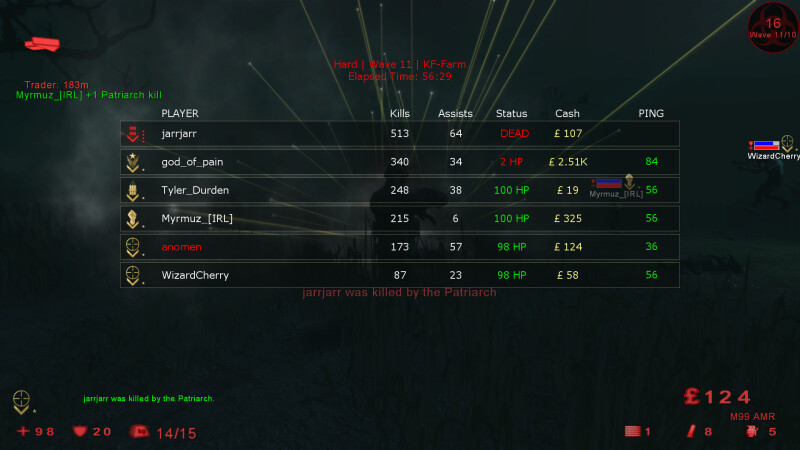 16
Wave 11/10
Hard | Wave 11 | KF-Farm
Elapsed Time: 56:29
Trader: 183m
Myrmuz_[IRL] +1 Patriarch kill
PLAYER Kills Assists Status Cash PING
jarrjarr 513 64 DEAD £ 107
god_of_pain 340 34 2 HP £ 2.51K 84
Tyler_Durden 248 38 100 HP £ 19 56
Myrmuz_[IRL] 215 6 100 HP £ 325 56
anomen 173 57 98 HP £ 124 36
WizardCherry 87 23 98 HP £ 58 56
WizardCherry
Myrmuz_[IRL]
jarrjarr was killed by the Patriarch
jarrjarr was killed by the Patriarch.
£124
M99 AMR
98 20 14/15 1 8 5